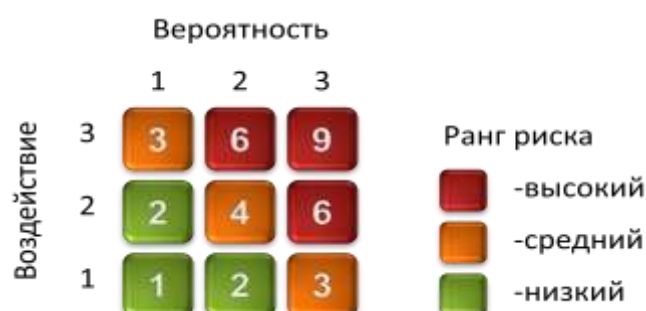 Вероятность
1 2 3
Воздействие
3 3 6 9
2 2 4 6
1 1 2 3
Ранг риска
-высокий
-средний
-низкий